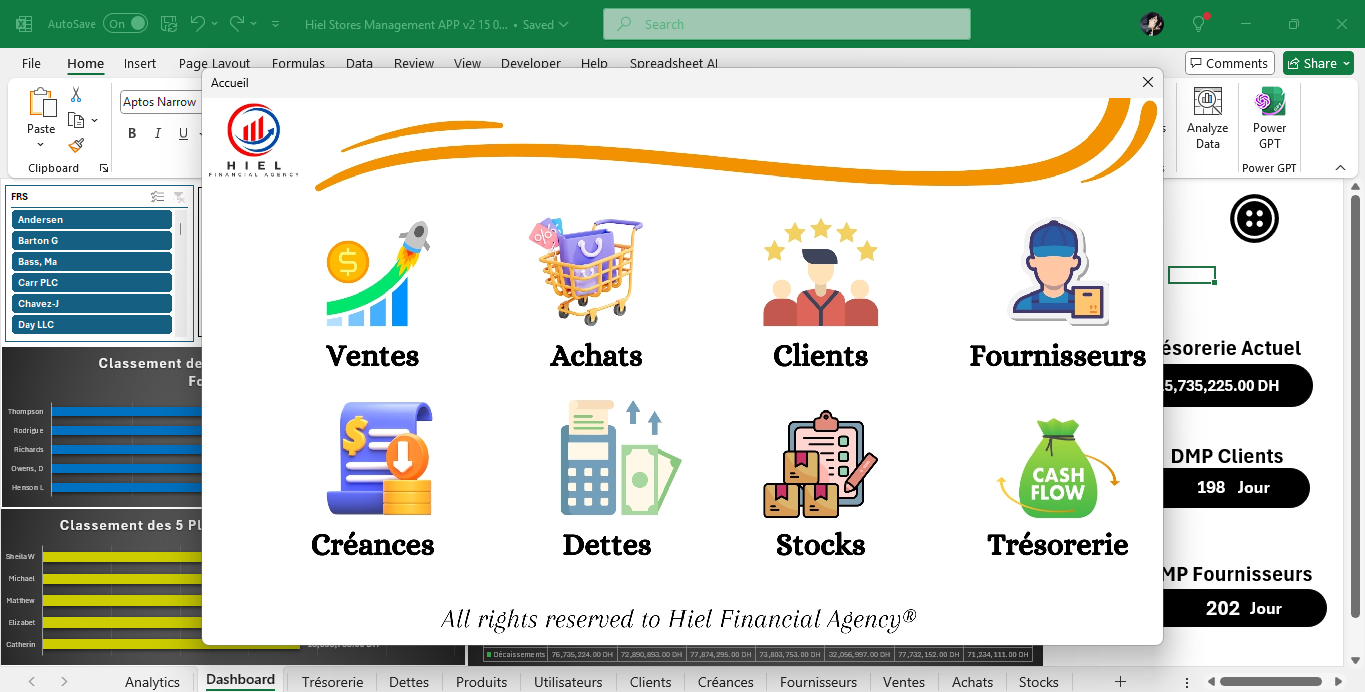 AutoSave On
Hiel Stores Management APP v2 15 0... • Saved
Search
File Home Insert Page Layout Formulas Data Review View Developer Help Spreadsheet AI
Comments
Share
Paste
Clipboard
Aptos Narrow
B I U
Analyze
Data
Power
GPT
Power GPT
Accueil
HIEL
FINANCIAL AGENCY
FRS
Andersen
Barton G
Bass, Ma
Carr PLC
Chavez-J
Day LLC
%
$
Ventes
Achats
Clients
Fournisseurs
$
CASH
FLOW
Créances
Dettes
Stocks
Trésorerie
All rights reserved to Hiel Financial Agency®
Classement de
Fo
Thompson
Rodrigue
Richards
Owens, D
Henson L
Classement des 5 Pl
Sheila W
Michael
Matthew
Elizabet
Catherin
ésorerie Actuel
5,735,225.00 DH
DMP Clients
198 Jour
MP Fournisseurs
202 Jour
Décaissements 76,735,224.00 DH 72,890,893.00 DH 77,874,295.00 DH 73,803,753.00 DH 32,056,997.00 DH 77,732,152.00 DH 71,234,111.00 DH
Analytics Dashboard Trésorerie Dettes Produits Utilisateurs Clients Créances Fournisseurs Ventes Achats Stocks